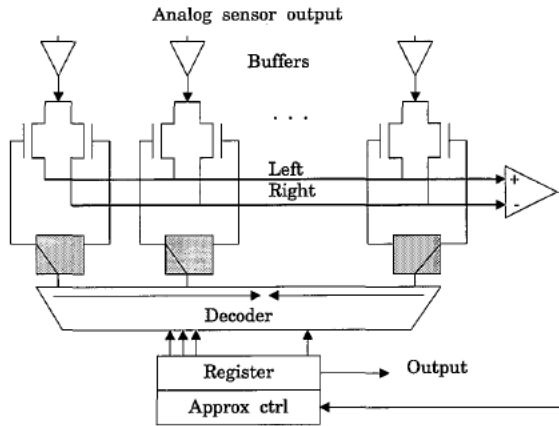 Analog sensor output
Buffers
. . .
Left
Right
+
-
Decoder
Register
Output
Approx ctrl